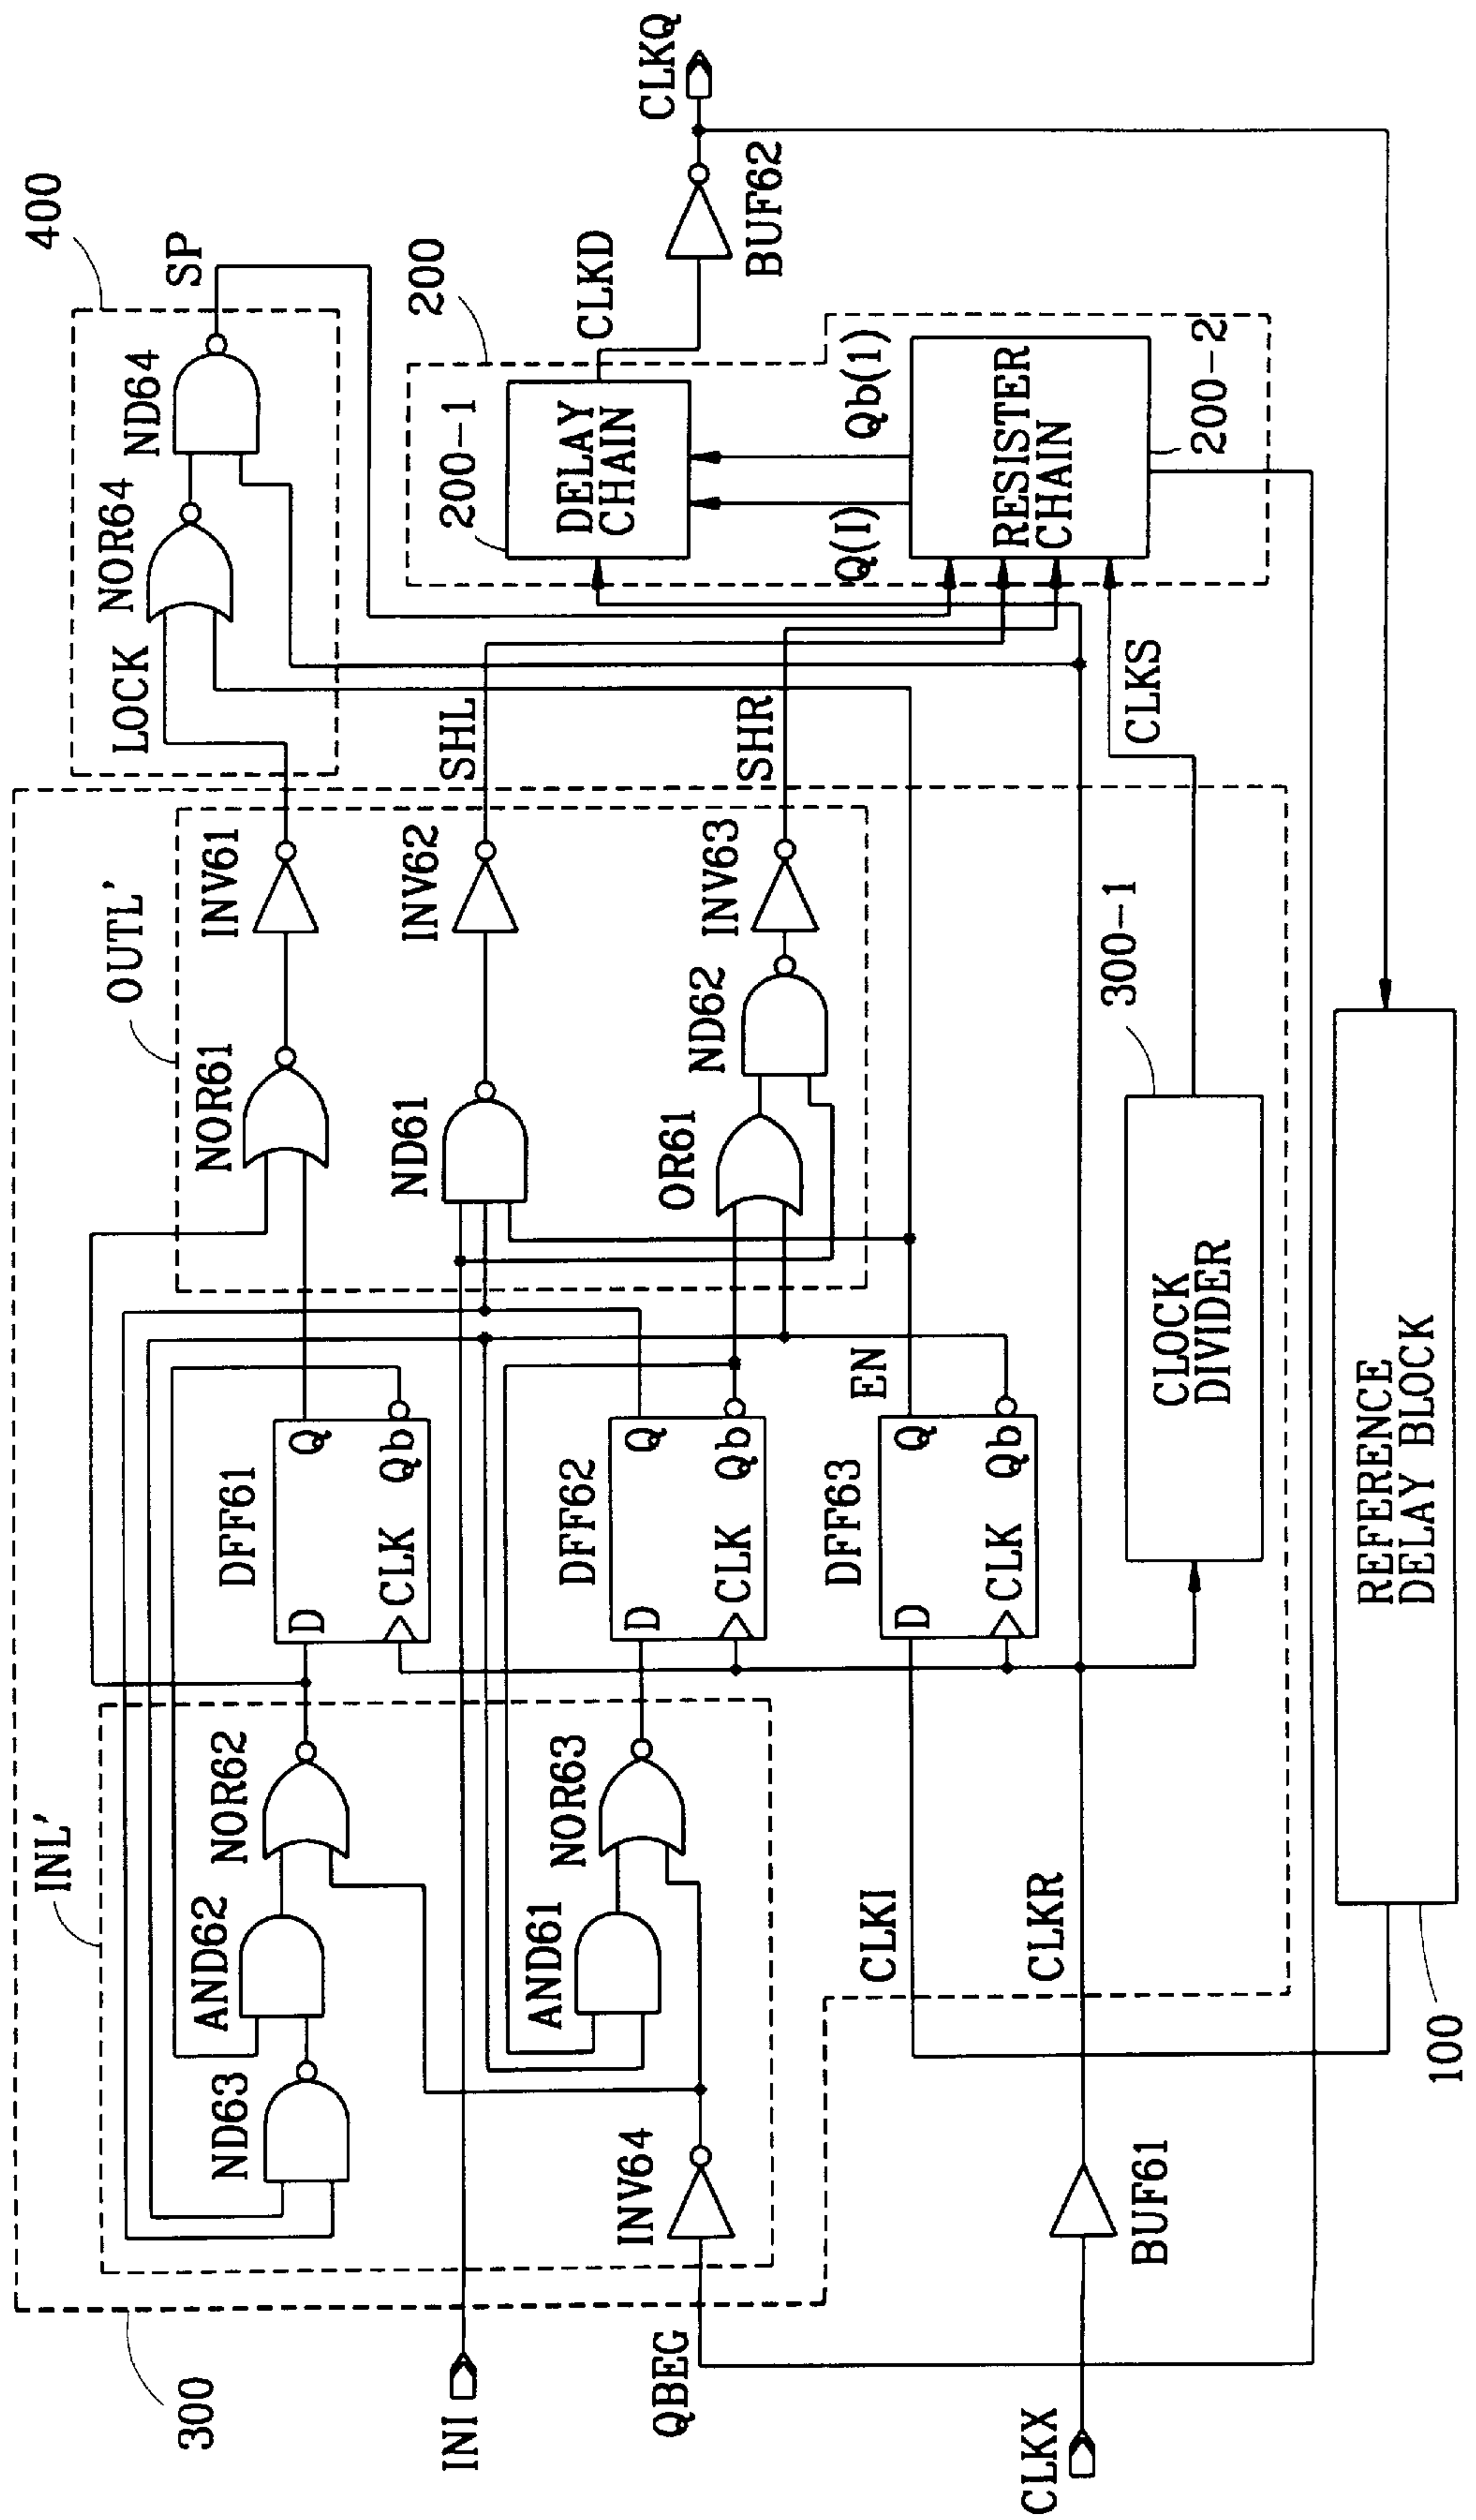 300
INL'
OUTL'
400
ND63
AND62
NOR62
DFF61
D
Q
CLK
Qb
NOR61
INV61
LOCK
NOR64
ND64
SP
INI
ND61
INV62
SHL
200
200-1
DELAY
CHAIN
CLKD
CLKQ
BUF62
QBEG
INV64
AND61
NOR63
DFF62
D
Q
CLK
Qb
OR61
ND62
INV63
SHR
Q(I)
Qb(1)
RESISTER
CHAIN
200-2
CLKI
DFF63
D
Q
EN
CLK
Qb
CLKX
BUF61
CLKR
CLOCK
DIVIDER
300-1
CLKS
100
REFERENCE
DELAY BLOCK